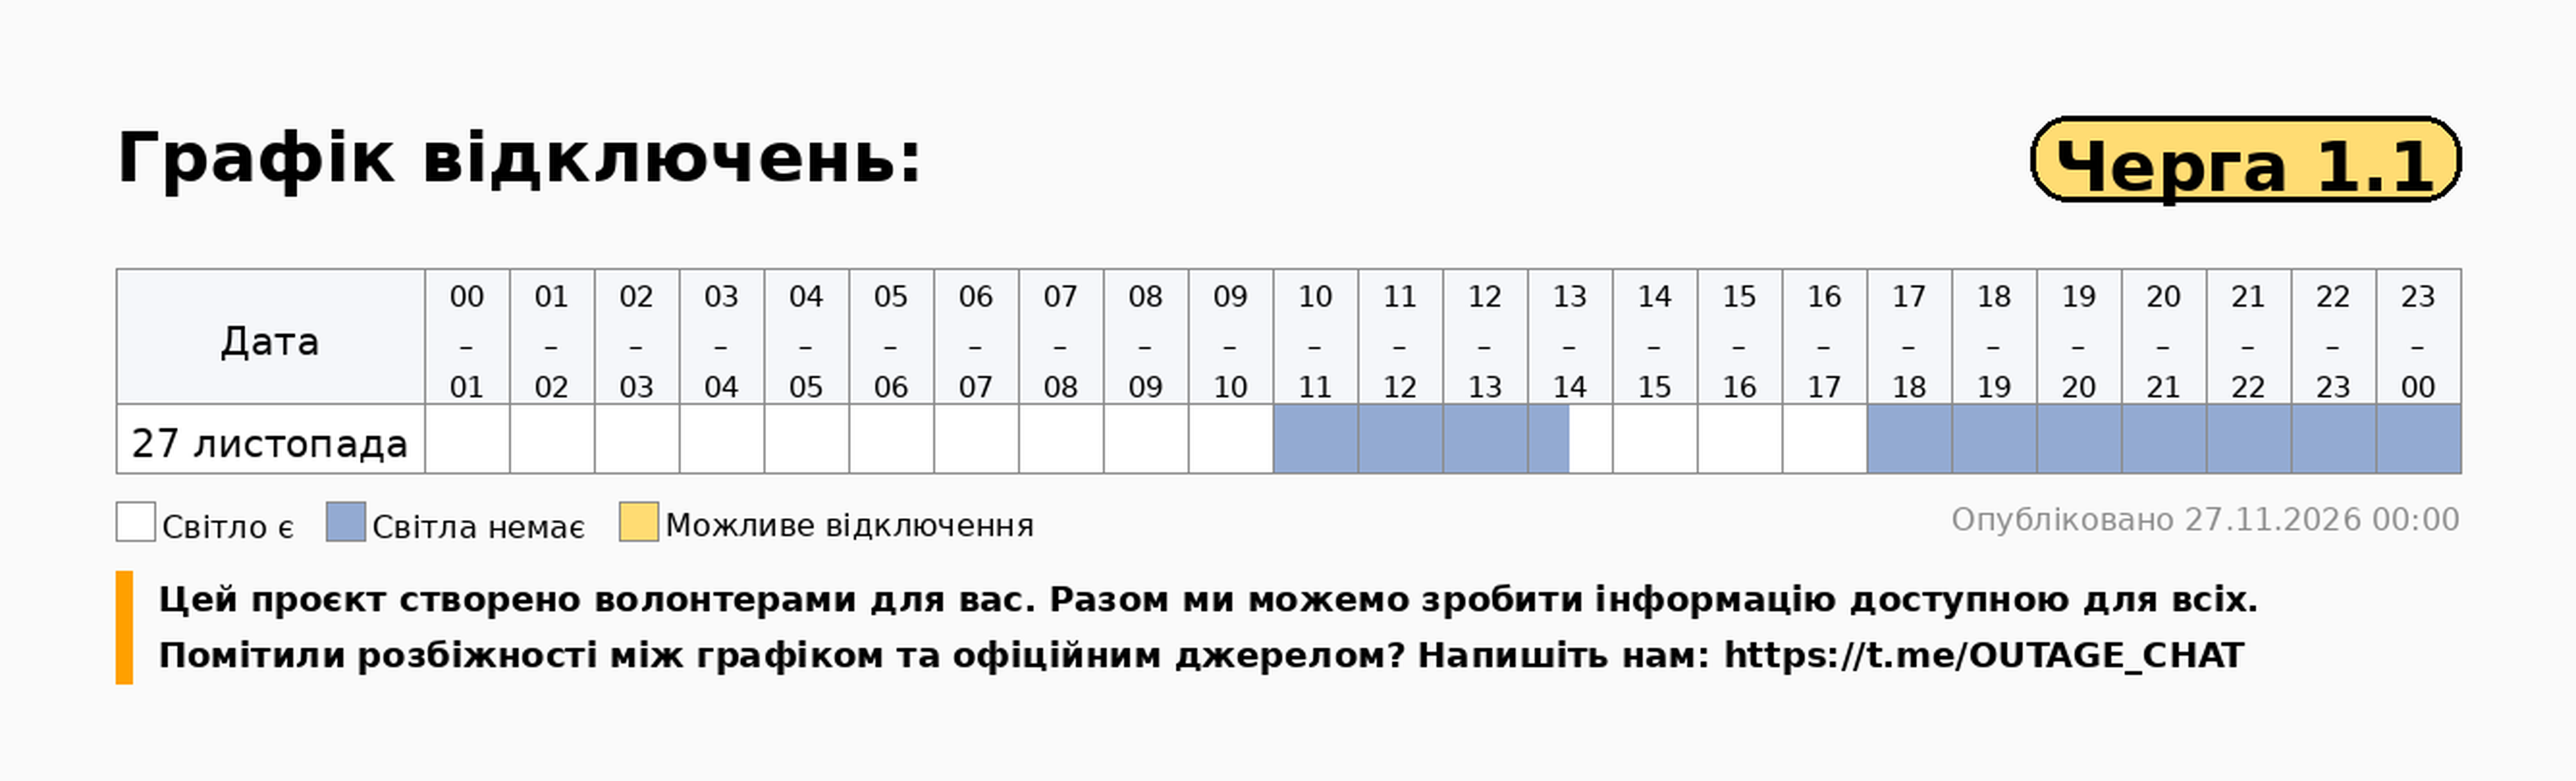 Графік відключень:
Черга 1.1
Дата
00 – 01
01 – 02
02 – 03
03 – 04
04 – 05
05 – 06
06 – 07
07 – 08
08 – 09
09 – 10
10 – 11
11 – 12
12 – 13
13 – 14
14 – 15
15 – 16
16 – 17
17 – 18
18 – 19
19 – 20
20 – 21
21 – 22
22 – 23
23 – 00
27 листопада
Світло є
Світла немає
Можливе відключення
Опубліковано 27.11.2026 00:00
Цей проєкт створено волонтерами для вас. Разом ми можемо зробити інформацію доступною для всіх.
Помітили розбіжності між графіком та офіційним джерелом? Напишіть нам: https://t.me/OUTAGE_CHAT